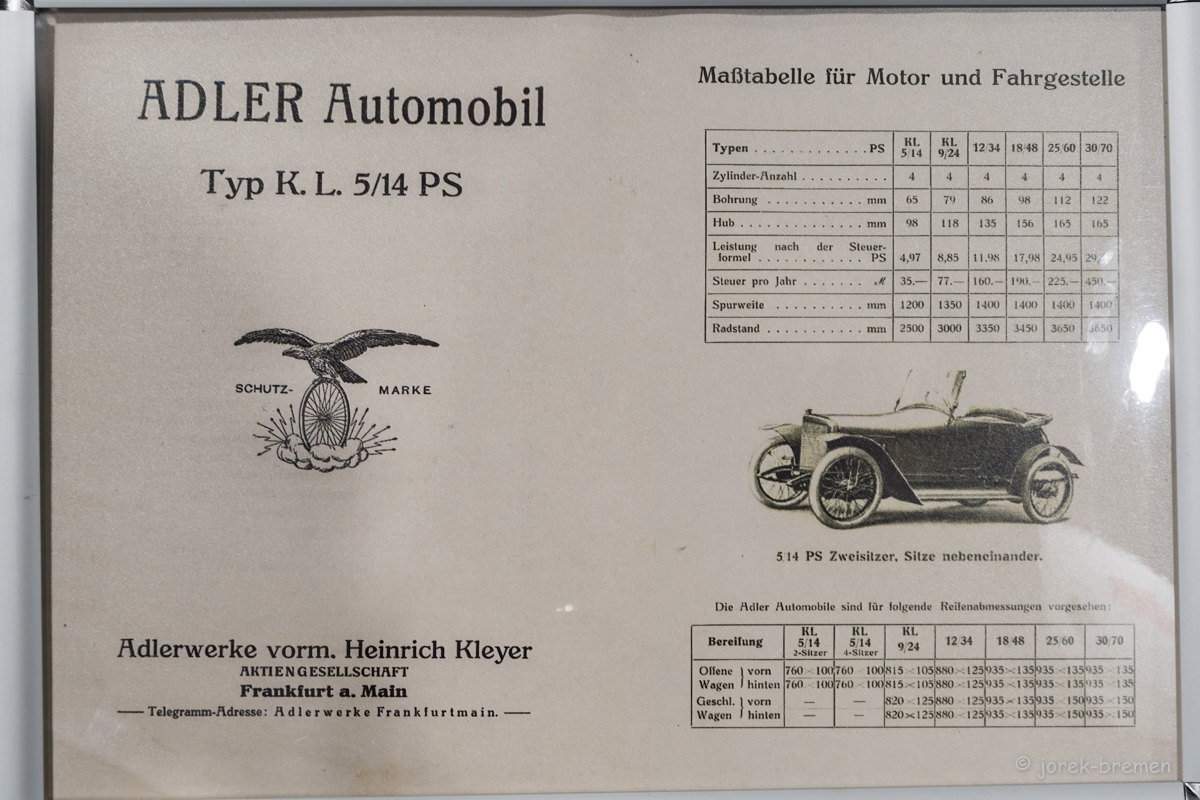 ADLER Automobil
Typ K. L. 5/14 PS
SCHUTZ- MARKE
Adlerwerke vorm. Heinrich Kleyer
AKTIENGESELLSCHAFT
Frankfurt a. Main
Telegramm-Adresse: Adlerwerke Frankfurtmain.
Maßtabelle für Motor und Fahrgestelle
Typen . . . . . . . . . . . . . PS KL 5/14 KL 9/24 12/34 18/48 25/60 30/70
Zylinder-Anzahl . . . . . . . . . . 4 4 4 4 4 4
Bohrung . . . . . . . . . . . mm 65 79 86 98 112 122
Hub . . . . . . . . . . . . . mm 98 118 135 156 165 165
Leistung nach der Steuer-
formel . . . . . . . . . . . . PS 4,97 8,85 11,98 17,98 24,95
Steuer pro Jahr . . . . . . . ℳ 35.— 77.— 160.— 190.— 225.— 450.—
Spurweite . . . . . . . . . . mm 1200 1350 1400 1400 1400 1400
Radstand . . . . . . . . . . mm 2500 3000 3350 3450 3650 3650
5/14 PS Zweisitzer, Sitze nebeneinander.
Die Adler Automobile sind für folgende Reifenabmessungen vorgesehen:
Bereifung KL 5/14 2-Sitzer KL 5/14 4-Sitzer KL 9/24 12/34 18/48 25/60 30/70
Offene } vorn 760×100 760×100 815×105 880×125 935×135 935×135 935×135
Wagen } hinten 760×100 760×100 815×105 880×125 935×135 935×135 935×135
Geschl. } vorn — — 820×125 880×125 935×135 935×150 935×150
Wagen } hinten — — 820×125 880×125 935×135 935×150 935×150
© jorek-bremen